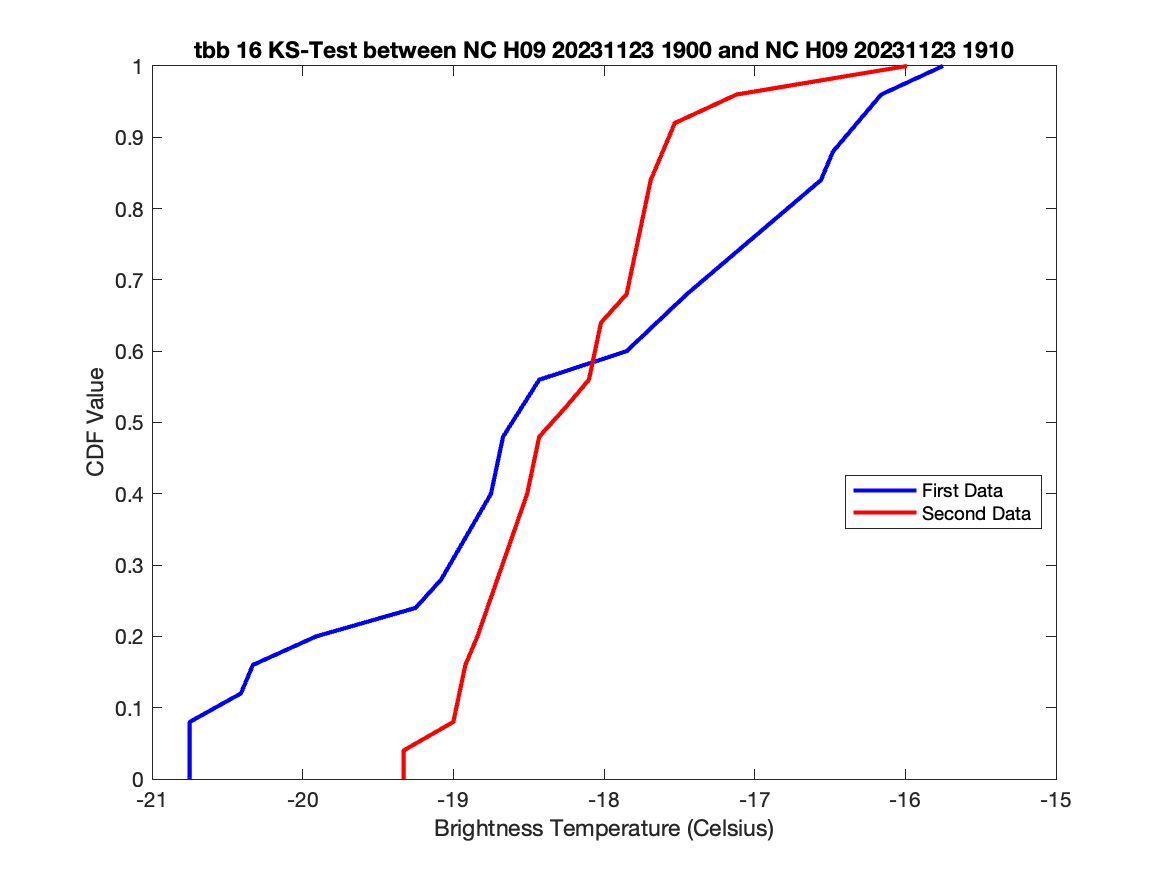 tbb 16 KS-Test between NC H09 20231123 1900 and NC H09 20231123 1910
1
0.9
0.8
0.7
0.6
0.5
0.4
0.3
0.2
0.1
0
CDF Value
First Data
Second Data
-21 -20 -19 -18 -17 -16 -15
Brightness Temperature (Celsius)